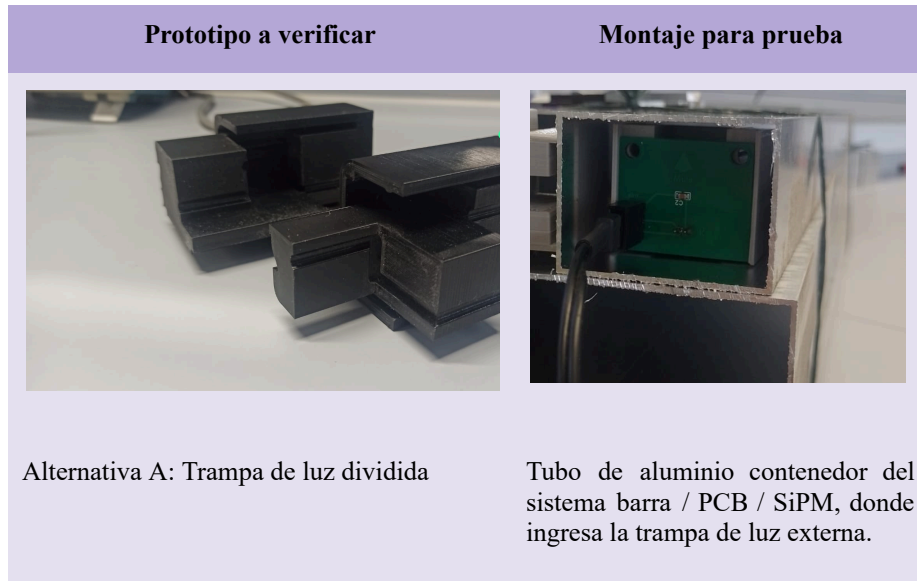 Prototipo a verificar
Montaje para prueba
Alternativa A: Trampa de luz dividida
Tubo de aluminio contenedor del
sistema barra / PCB / SiPM, donde
ingresa la trampa de luz externa.